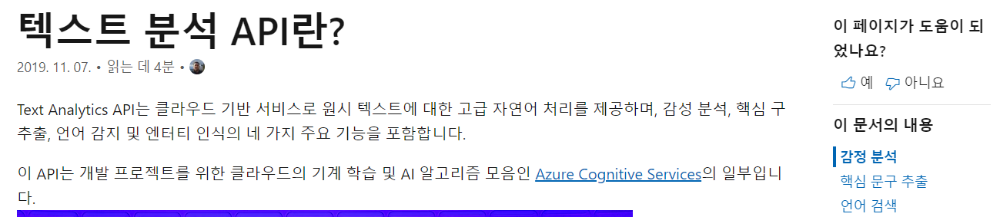 텍스트 분석 API란?
2019. 11. 07. • 읽는 데 4분 •
Text Analytics API는 클라우드 기반 서비스로 원시 텍스트에 대한 고급 자연어 처리를 제공하며, 감성 분석, 핵심 구
추출, 언어 감지 및 엔터티 인식의 네 가지 주요 기능을 포함합니다.
이 API는 개발 프로젝트를 위한 클라우드의 기계 학습 및 AI 알고리즘 모음인 Azure Cognitive Services의 일부입니
다.
이 페이지가 도움이 되
었나요?
예 아니요
이 문서의 내용
감정 분석
핵심 문구 추출
언어 검색